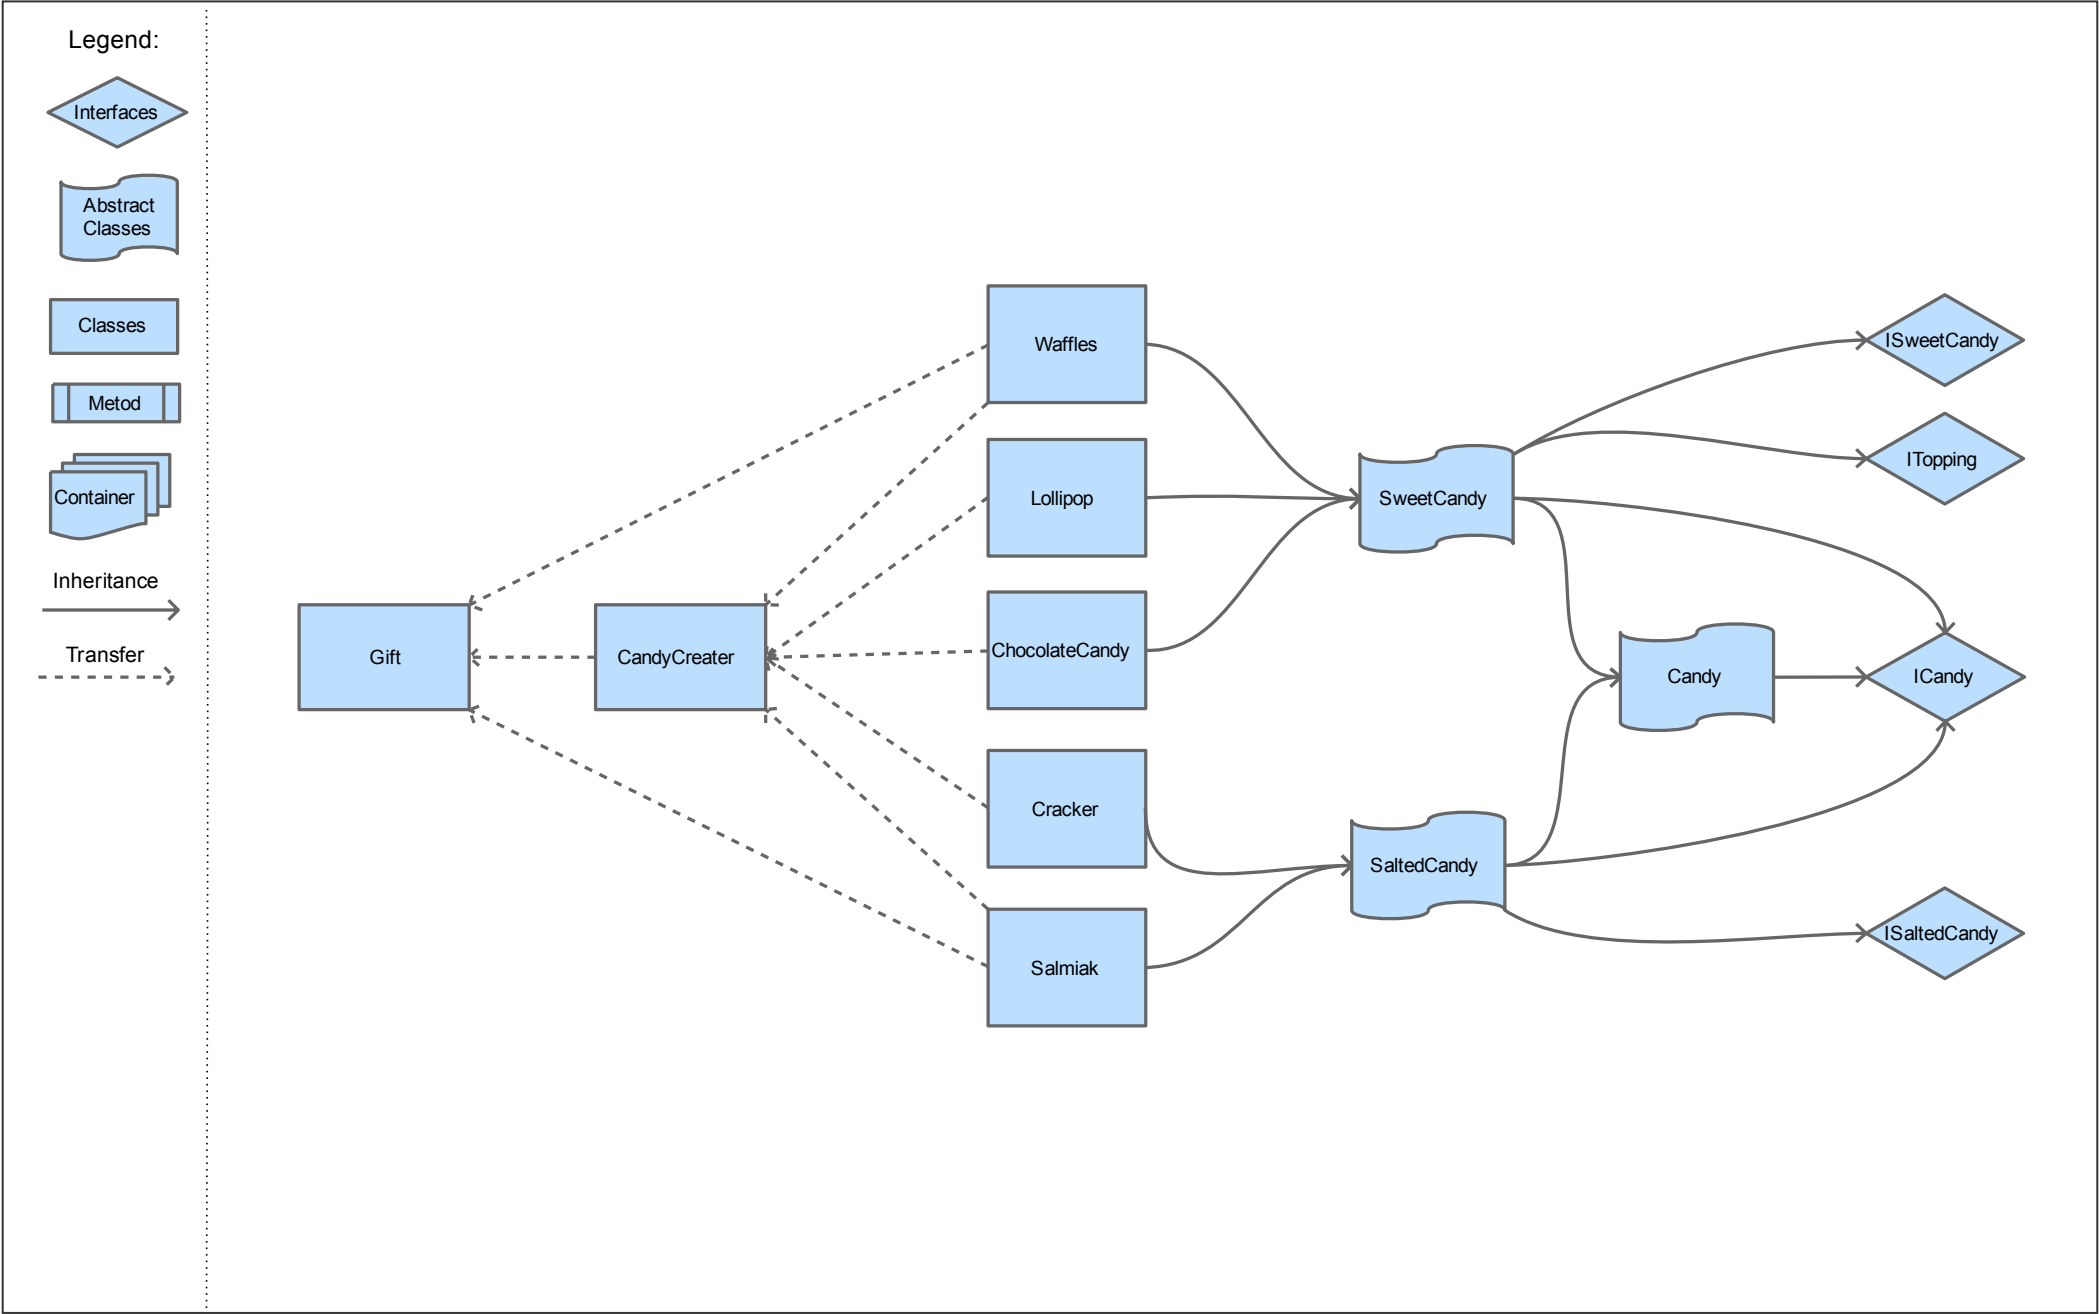 Legend:
Interfaces
Abstract
Classes
Classes
Metod
Container
Inheritance
Transfer
Gift
CandyCreater
Waffles
Lollipop
ChocolateCandy
Cracker
Salmiak
SweetCandy
SaltedCandy
Candy
ISweetCandy
ITopping
ICandy
ISaltedCandy